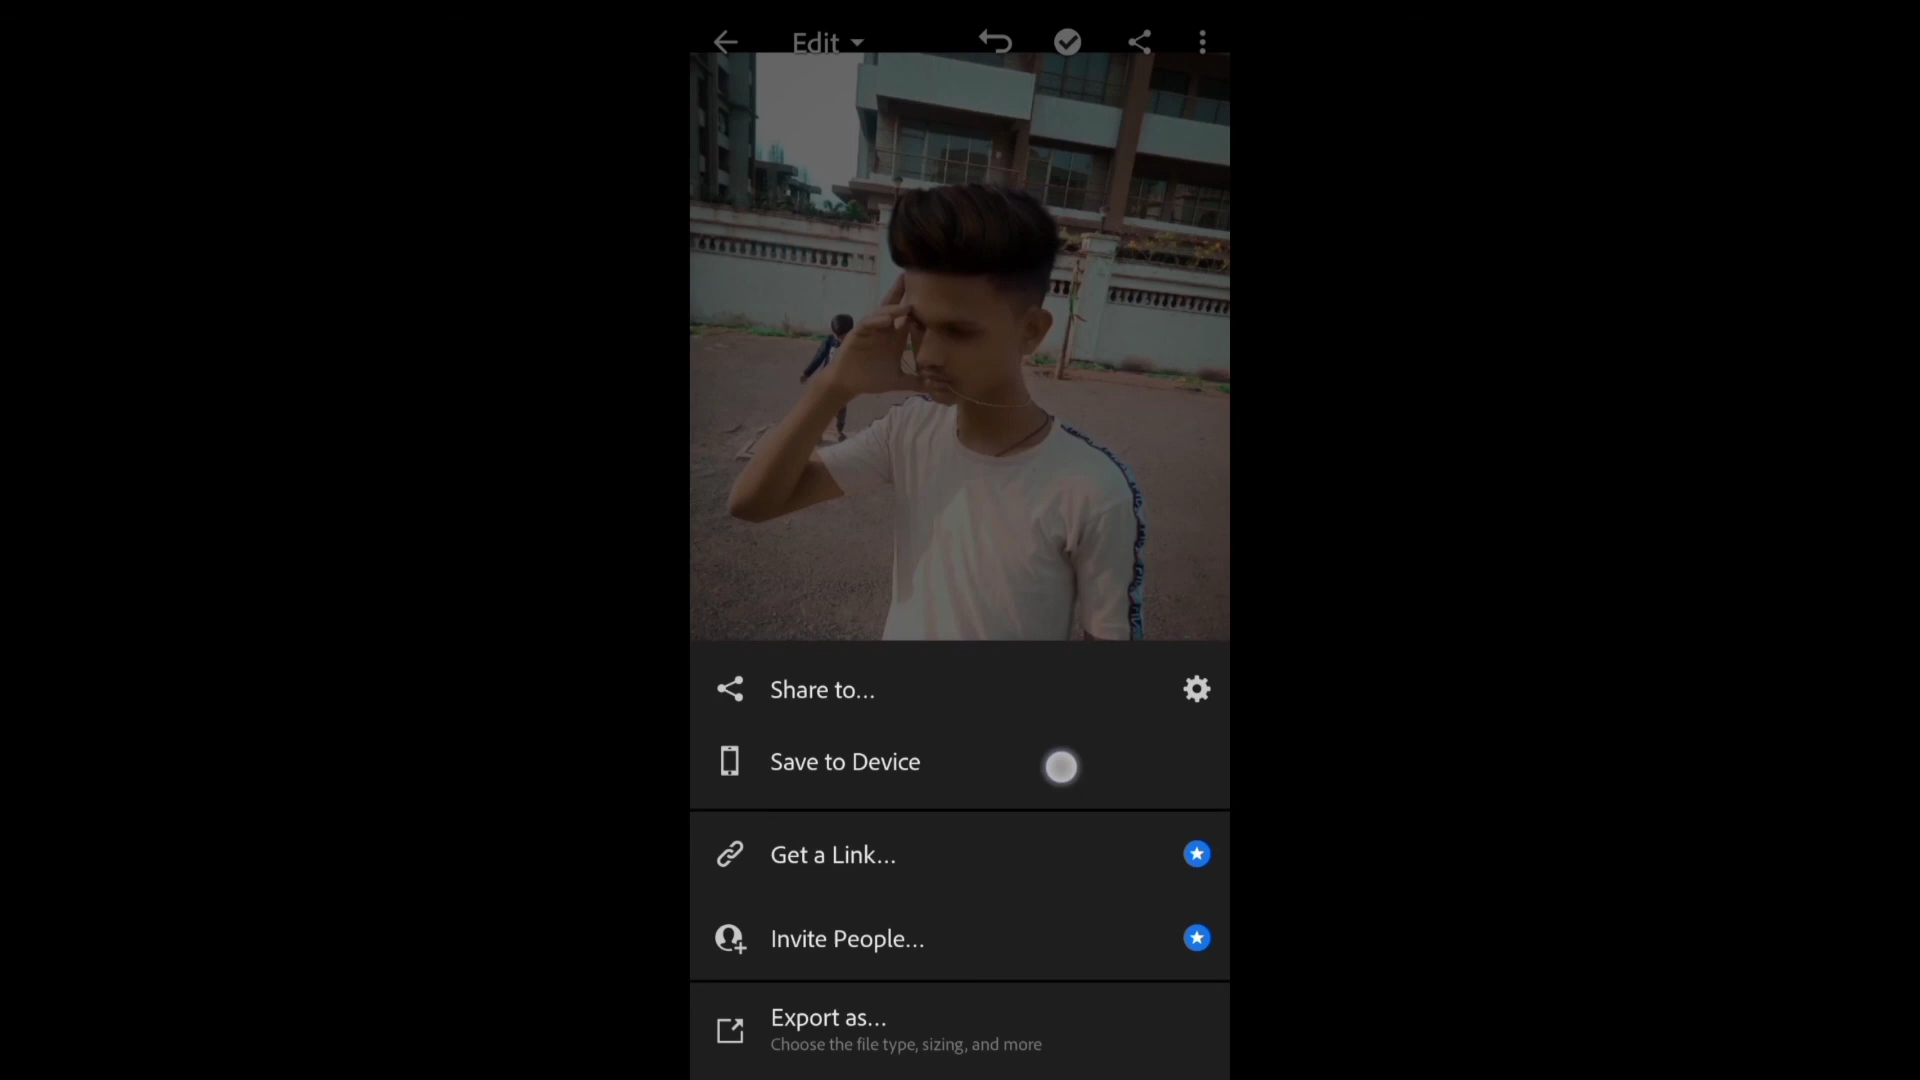 Edit
Share to...
Save to Device
Get a Link...
Invite People...
Export as...
Choose the file type, sizing, and more